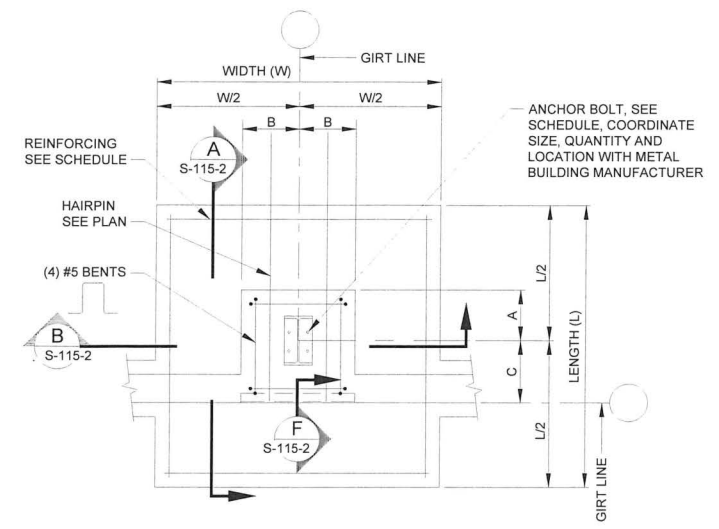 GIRT LINE
WIDTH (W)
W/2
W/2
B
B
ANCHOR BOLT, SEE
SCHEDULE, COORDINATE
SIZE, QUANTITY AND
LOCATION WITH METAL
BUILDING MANUFACTURER
REINFORCING
SEE SCHEDULE
A
S-115-2
HAIRPIN
SEE PLAN
(4) #5 BENTS
B
S-115-2
F
S-115-2
A
C
L/2
L/2
LENGTH (L)
GIRT LINE